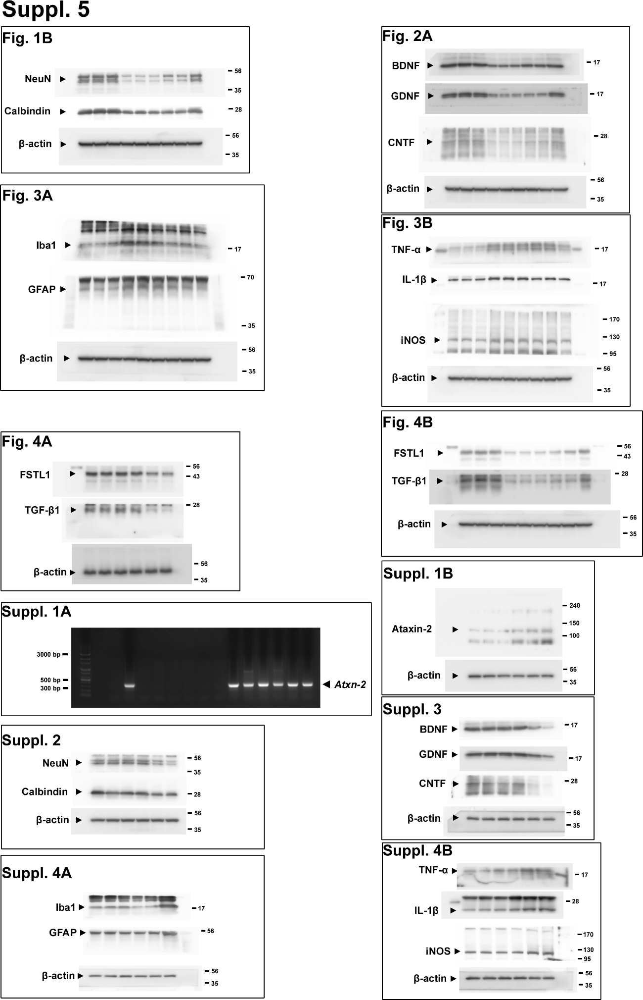 Suppl. 5
Fig. 1B
NeuN
56
35
Calbindin
28
β-actin
56
35
Fig. 2A
BDNF
17
GDNF
17
CNTF
28
β-actin
56
35
Fig. 3A
Iba1
17
GFAP
70
35
β-actin
56
35
Fig. 3B
TNF-α
17
IL-1β
17
iNOS
170
130
95
β-actin
56
35
Fig. 4A
FSTL1
56
43
TGF-β1
28
β-actin
56
35
Fig. 4B
FSTL1
56
43
TGF-β1
28
β-actin
56
35
Suppl. 1A
3000 bp
500 bp
300 bp
Atxn-2
Suppl. 1B
Ataxin-2
240
150
100
β-actin
56
35
Suppl. 2
NeuN
56
35
Calbindin
28
β-actin
56
35
Suppl. 3
BDNF
17
GDNF
17
CNTF
28
β-actin
56
35
Suppl. 4A
Iba1
17
GFAP
56
β-actin
56
35
Suppl. 4B
TNF-α
17
IL-1β
28
iNOS
170
130
95
β-actin
56
35